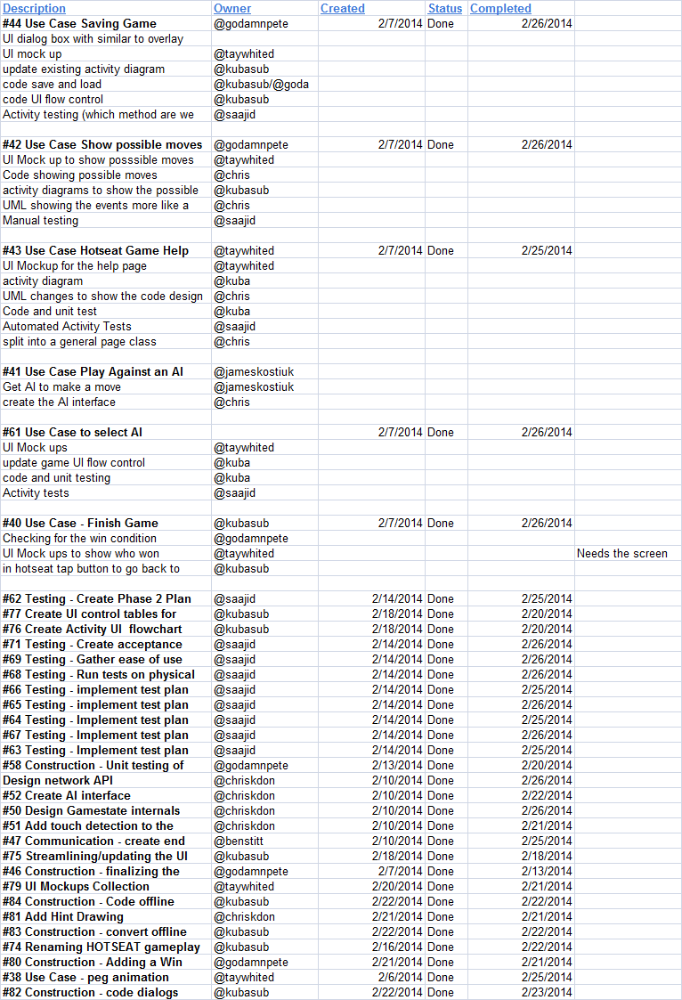 Description Owner Created Status Completed
#44 Use Case Saving Game @godamnpete 2/7/2014 Done 2/26/2014
UI dialog box with similar to overlay
UI mock up @taywhited
update existing activity diagram @kubasub
code save and load @kubasub/@goda
code UI flow control @kubasub
Activity testing (which method are we @saajid
#42 Use Case Show possible moves @godamnpete 2/7/2014 Done 2/26/2014
UI Mock up to show posssible moves @taywhited
Code showing possible moves @chris
activity diagrams to show the possible @kubasub
UML showing the events more like a @chris
Manual testing @saajid
#43 Use Case Hotseat Game Help @taywhited 2/7/2014 Done 2/25/2014
UI Mockup for the help page @taywhited
activity diagram @kuba
UML changes to show the code design @chris
Code and unit test @kuba
Automated Activity Tests @saajid
split into a general page class @chris
#41 Use Case Play Against an AI @jameskostiuk
Get AI to make a move @jameskostiuk
create the AI interface @chris
#61 Use Case to select AI 2/7/2014 Done 2/26/2014
UI Mock ups @taywhited
update game UI flow control @kuba
code and unit testing @kuba
Activity tests @saajid
#40 Use Case - Finish Game @kubasub 2/7/2014 Done 2/26/2014
Checking for the win condition @godamnpete
UI Mock ups to show who won @taywhited Needs the screen
in hotseat tap button to go back to @kubasub
#62 Testing - Create Phase 2 Plan @saajid 2/14/2014 Done 2/25/2014
#77 Create UI control tables for @kubasub 2/18/2014 Done 2/20/2014
#76 Create Activity UI flowchart @kubasub 2/18/2014 Done 2/20/2014
#71 Testing - Create acceptance @saajid 2/14/2014 Done 2/26/2014
#69 Testing - Gather ease of use @saajid 2/14/2014 Done 2/26/2014
#68 Testing - Run tests on physical @saajid 2/14/2014 Done 2/26/2014
#66 Testing - implement test plan @saajid 2/14/2014 Done 2/25/2014
#65 Testing - implement test plan @saajid 2/14/2014 Done 2/26/2014
#64 Testing - Implement test plan @saajid 2/14/2014 Done 2/25/2014
#67 Testing - Implement test plan @saajid 2/14/2014 Done 2/26/2014
#63 Testing - Implement test plan @saajid 2/14/2014 Done 2/25/2014
#58 Construction - Unit testing of @godamnpete 2/13/2014 Done 2/20/2014
Design network API @chriskdon 2/10/2014 Done 2/26/2014
#52 Create AI interface @chriskdon 2/10/2014 Done 2/22/2014
#50 Design Gamestate internals @chriskdon 2/10/2014 Done 2/26/2014
#51 Add touch detection to the @chriskdon 2/10/2014 Done 2/21/2014
#47 Communication - create end @benstitt 2/10/2014 Done 2/25/2014
#75 Streamlining/updating the UI @kubasub 2/18/2014 Done 2/18/2014
#46 Construction - finalizing the @godamnpete 2/7/2014 Done 2/13/2014
#79 UI Mockups Collection @taywhited 2/20/2014 Done 2/21/2014
#84 Construction - Code offline @kubasub 2/22/2014 Done 2/22/2014
#81 Add Hint Drawing @chriskdon 2/21/2014 Done 2/21/2014
#83 Construction - convert offline @kubasub 2/22/2014 Done 2/22/2014
#74 Renaming HOTSEAT gameplay @kubasub 2/16/2014 Done 2/22/2014
#80 Construction - Adding a Win @godamnpete 2/21/2014 Done 2/21/2014
#38 Use Case - peg animation @taywhited 2/6/2014 Done 2/25/2014
#82 Construction - code dialogs @kubasub 2/22/2014 Done 2/23/2014